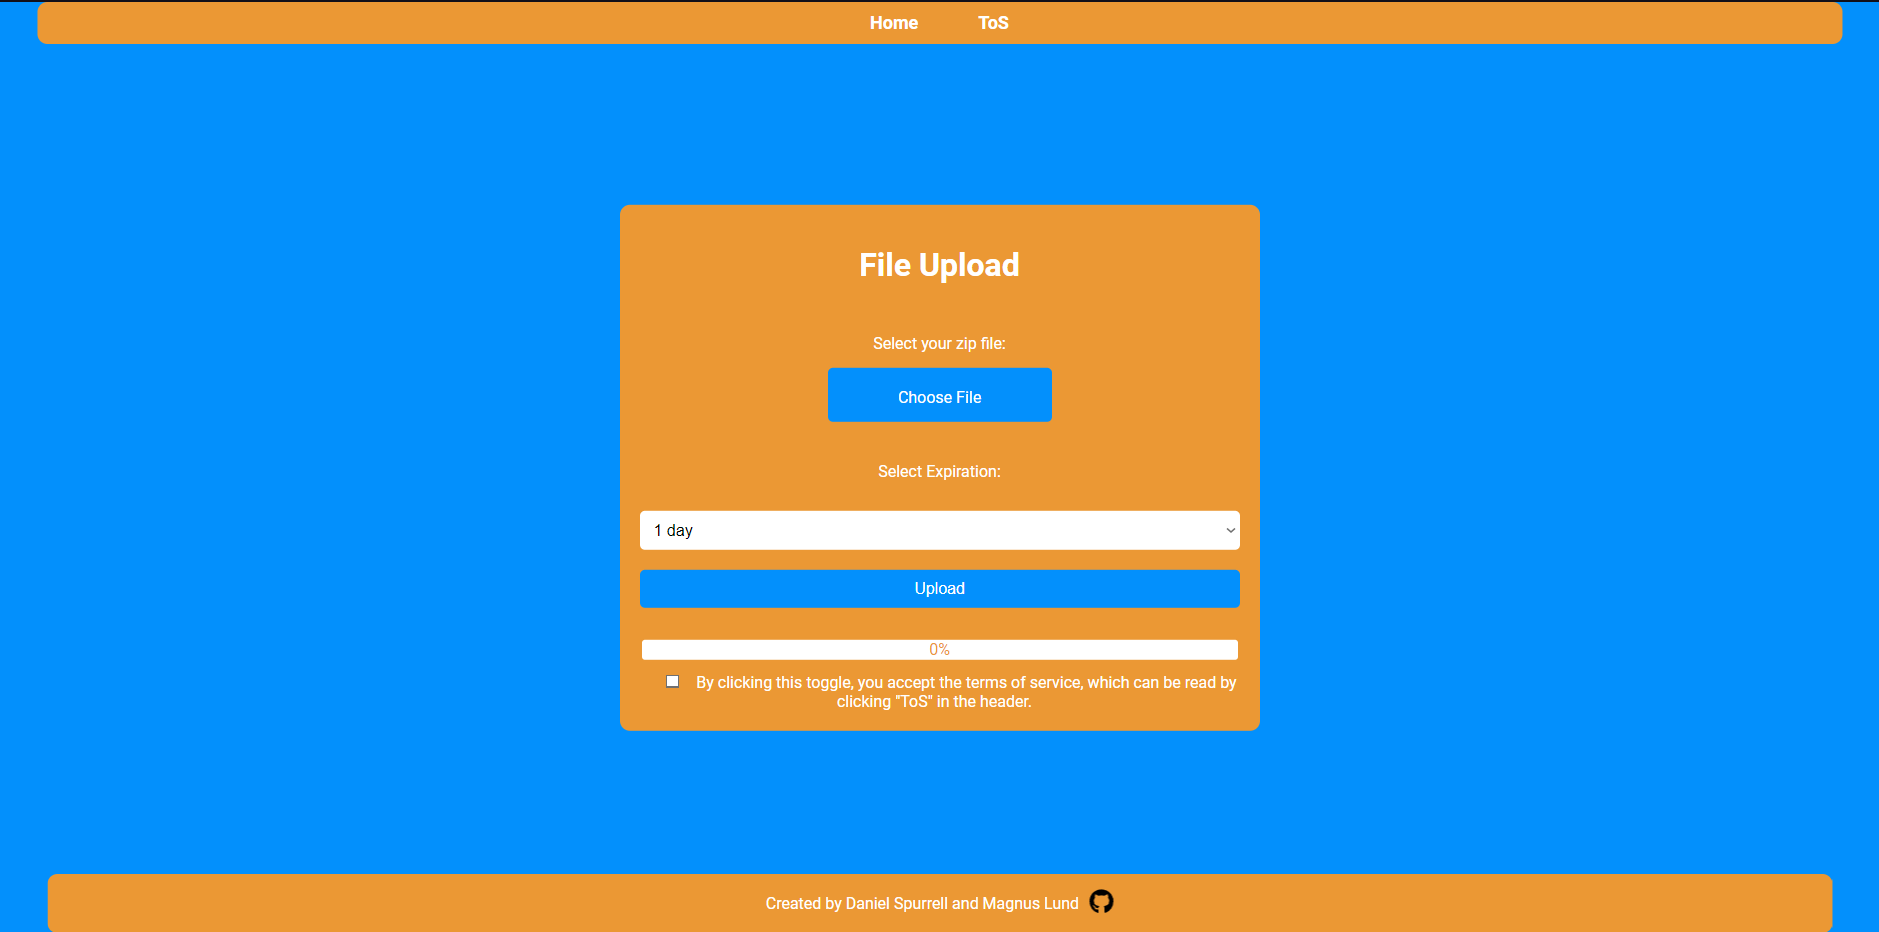 Home ToS
File Upload
Select your zip file:
Choose File
Select Expiration:
1 day
Upload
0%
By clicking this toggle, you accept the terms of service, which can be read by
clicking "ToS" in the header.
Created by Daniel Spurrell and Magnus Lund